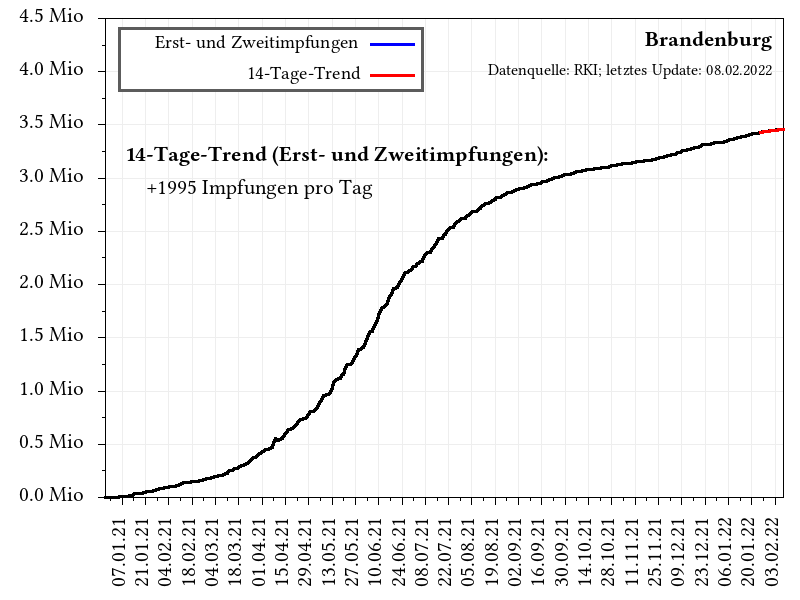 4.5 Mio
4.0 Mio
3.5 Mio
3.0 Mio
2.5 Mio
2.0 Mio
1.5 Mio
1.0 Mio
0.5 Mio
0.0 Mio
Erst- und Zweitimpfungen
14-Tage-Trend
Brandenburg
Datenquelle: RKI; letztes Update: 08.02.2022
14-Tage-Trend (Erst- und Zweitimpfungen):
+1995 Impfungen pro Tag
07.01.21
21.01.21
04.02.21
18.02.21
04.03.21
18.03.21
01.04.21
15.04.21
29.04.21
13.05.21
27.05.21
10.06.21
24.06.21
08.07.21
22.07.21
05.08.21
19.08.21
02.09.21
16.09.21
30.09.21
14.10.21
28.10.21
11.11.21
25.11.21
09.12.21
23.12.21
06.01.22
20.01.22
03.02.22